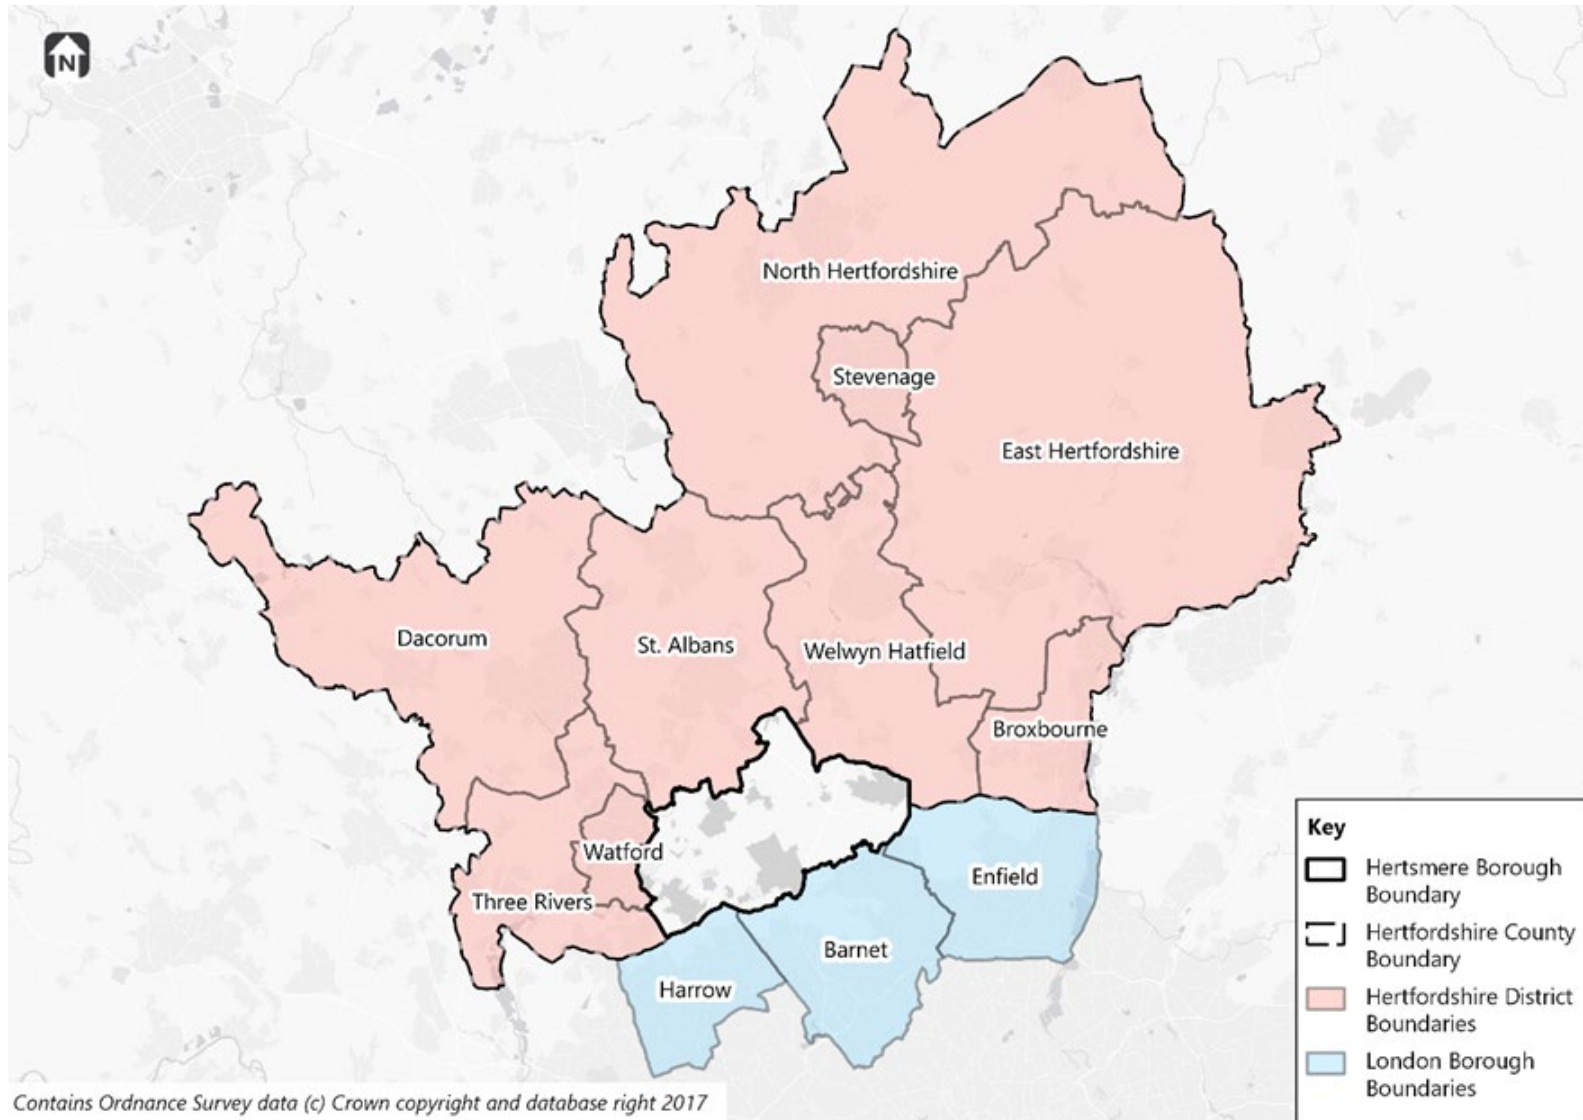 N
North Hertfordshire
Stevenage
East Hertfordshire
Dacorum
St. Albans
Welwyn Hatfield
Broxbourne
Watford
Three Rivers
Enfield
Barnet
Harrow
Key
Hertsmere Borough
Boundary
Hertfordshire County
Boundary
Hertfordshire District
Boundaries
London Borough
Boundaries
Contains Ordnance Survey data (c) Crown copyright and database right 2017